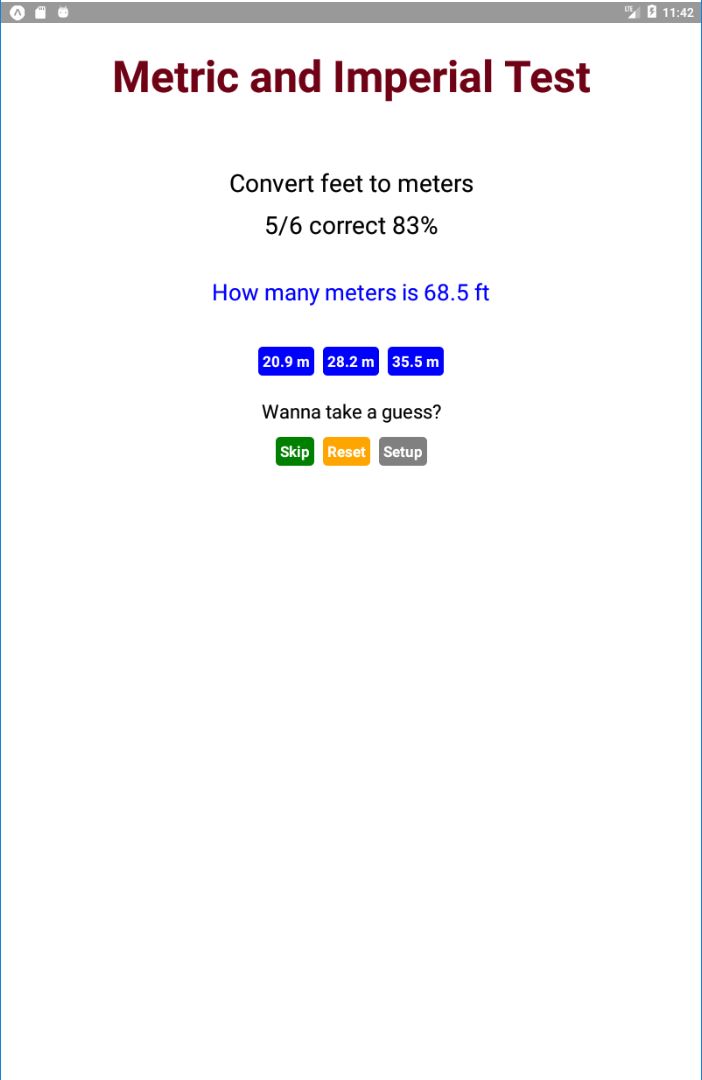 LTE 11:42
Metric and Imperial Test
Convert feet to meters
5/6 correct 83%
How many meters is 68.5 ft
20.9 m 28.2 m 35.5 m
Wanna take a guess?
Skip Reset Setup